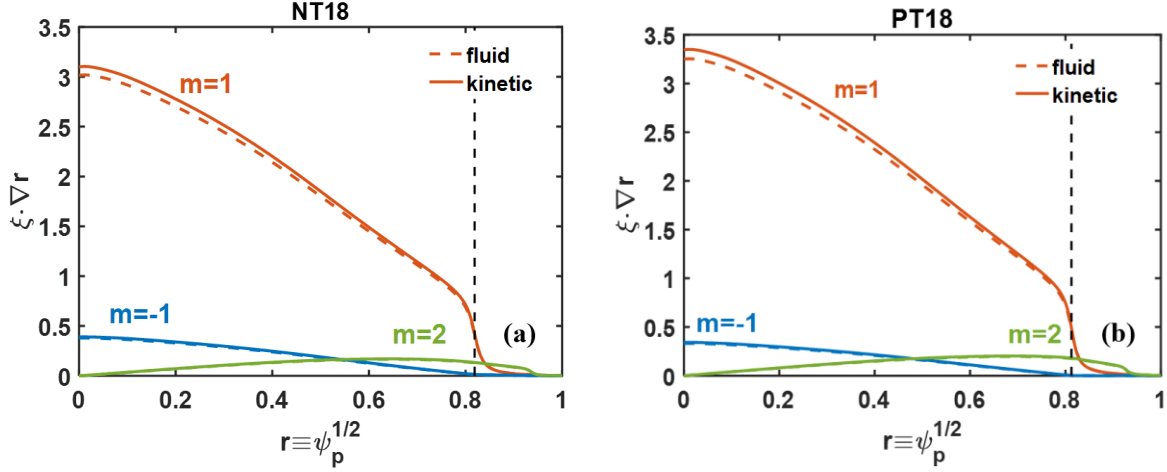 NT18
3.5
3
2.5
2
1.5
1
0.5
0
ξ· ∇ r
m=1
fluid
kinetic
m=-1
m=2
(a)
0 0.2 0.4 0.6 0.8 1
r≡ψp1/2
PT18
3.5
3
2.5
2
1.5
1
0.5
0
ξ· ∇ r
m=1
fluid
kinetic
m=-1
m=2
(b)
0 0.2 0.4 0.6 0.8 1
r≡ψp1/2